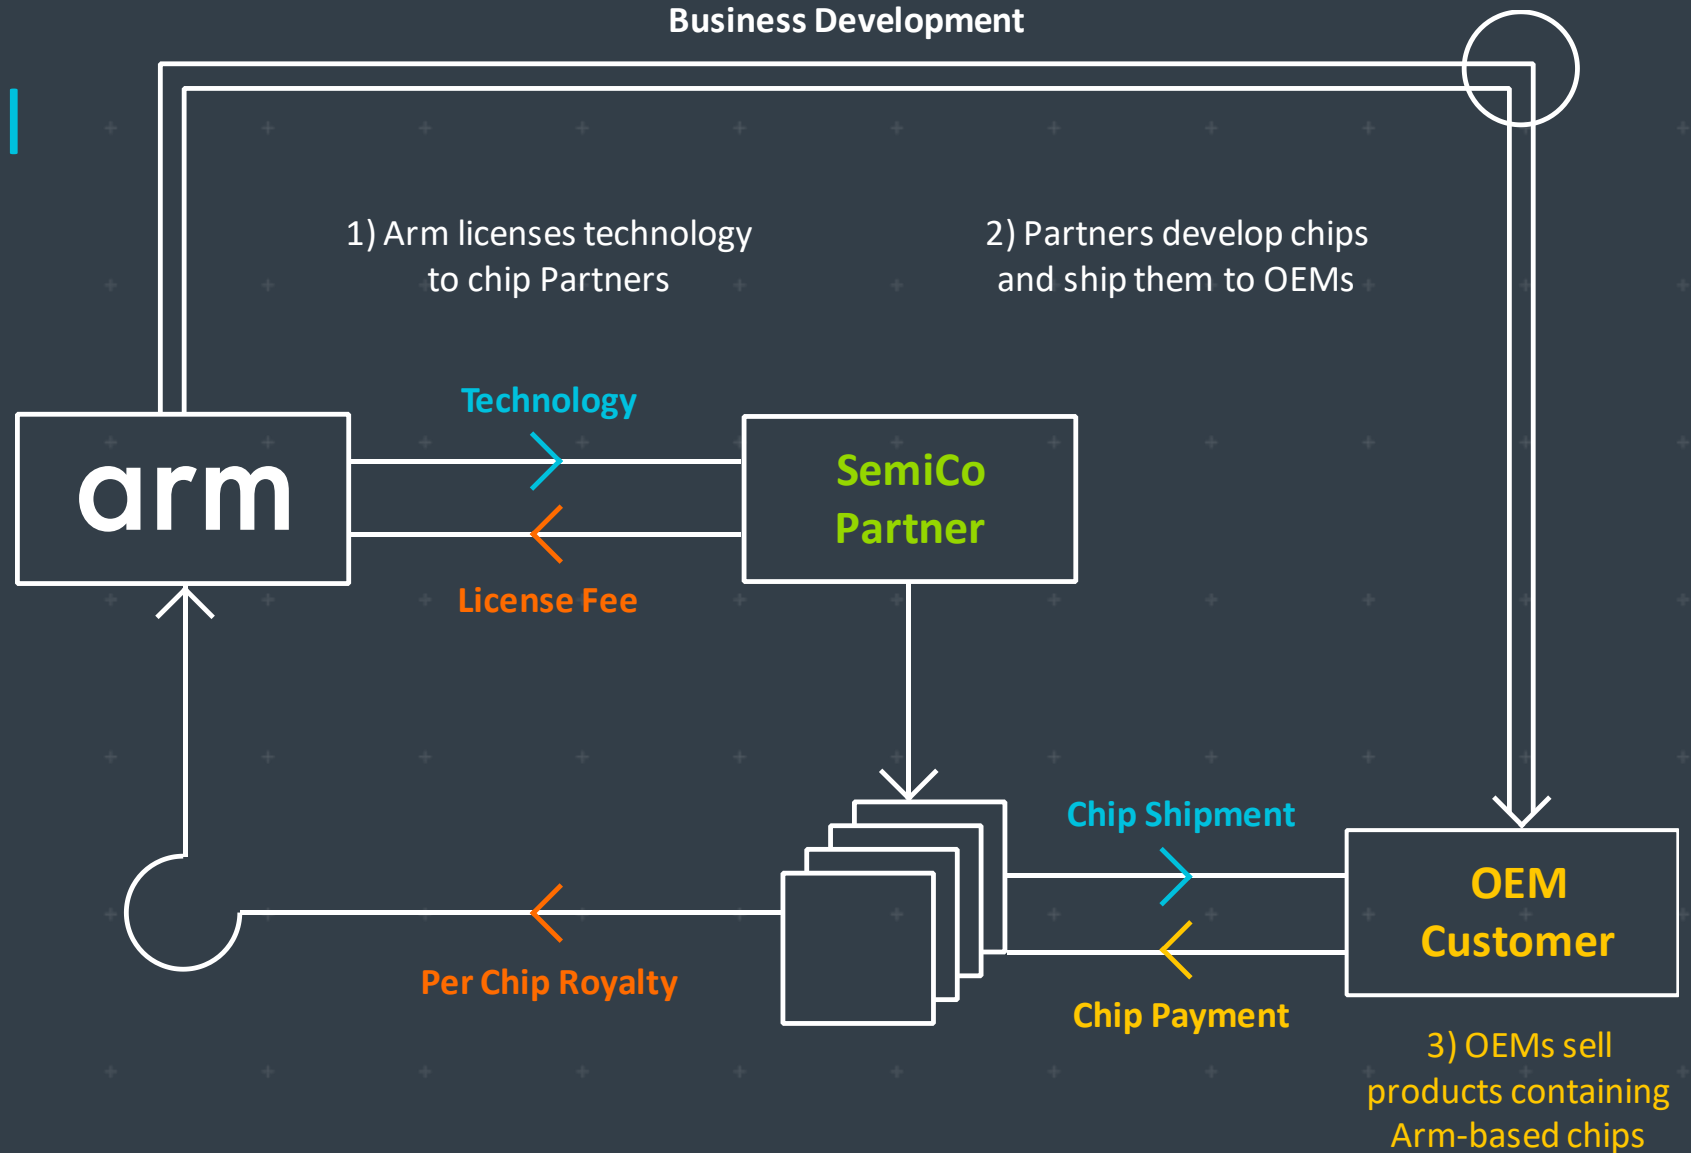 Business Development
1) Arm licenses technology
to chip Partners
2) Partners develop chips
and ship them to OEMs
Technology
arm
SemiCo
Partner
License Fee
Chip Shipment
OEM
Customer
Per Chip Royalty
Chip Payment
3) OEMs sell
products containing
Arm-based chips